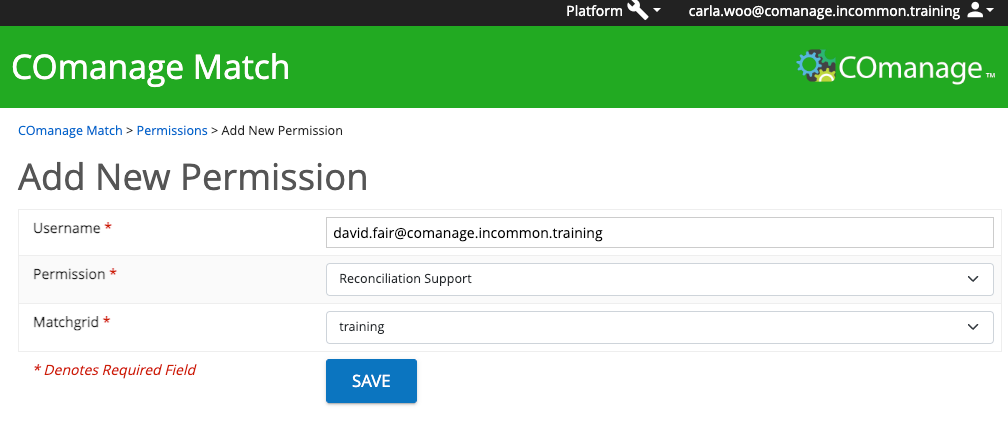 Platform carla.woo@comanage.incommon.training
COmanage Match COmanage™
COmanage Match > Permissions > Add New Permission
Add New Permission
Username * david.fair@comanage.incommon.training
Permission * Reconciliation Support
Matchgrid * training
* Denotes Required Field SAVE